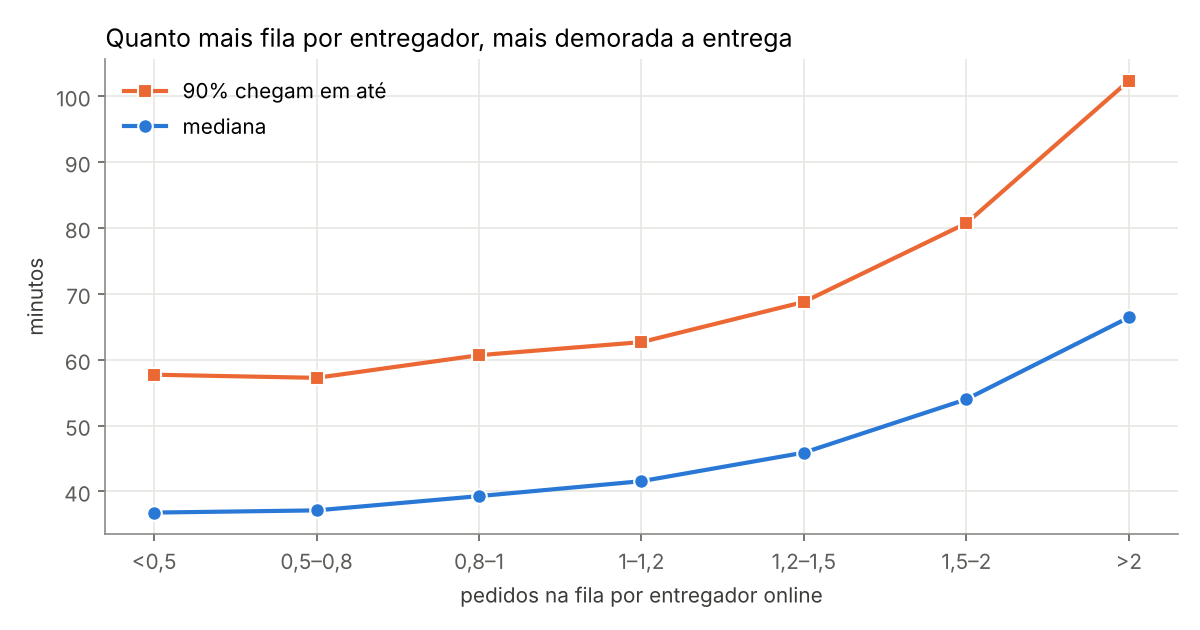 Quanto mais fila por entregador, mais demorada a entrega
90% chegam em até
mediana
minutos
100
90
80
70
60
50
40
<0,5
0,5–0,8
0,8–1
1–1,2
1,2–1,5
1,5–2
>2
pedidos na fila por entregador online